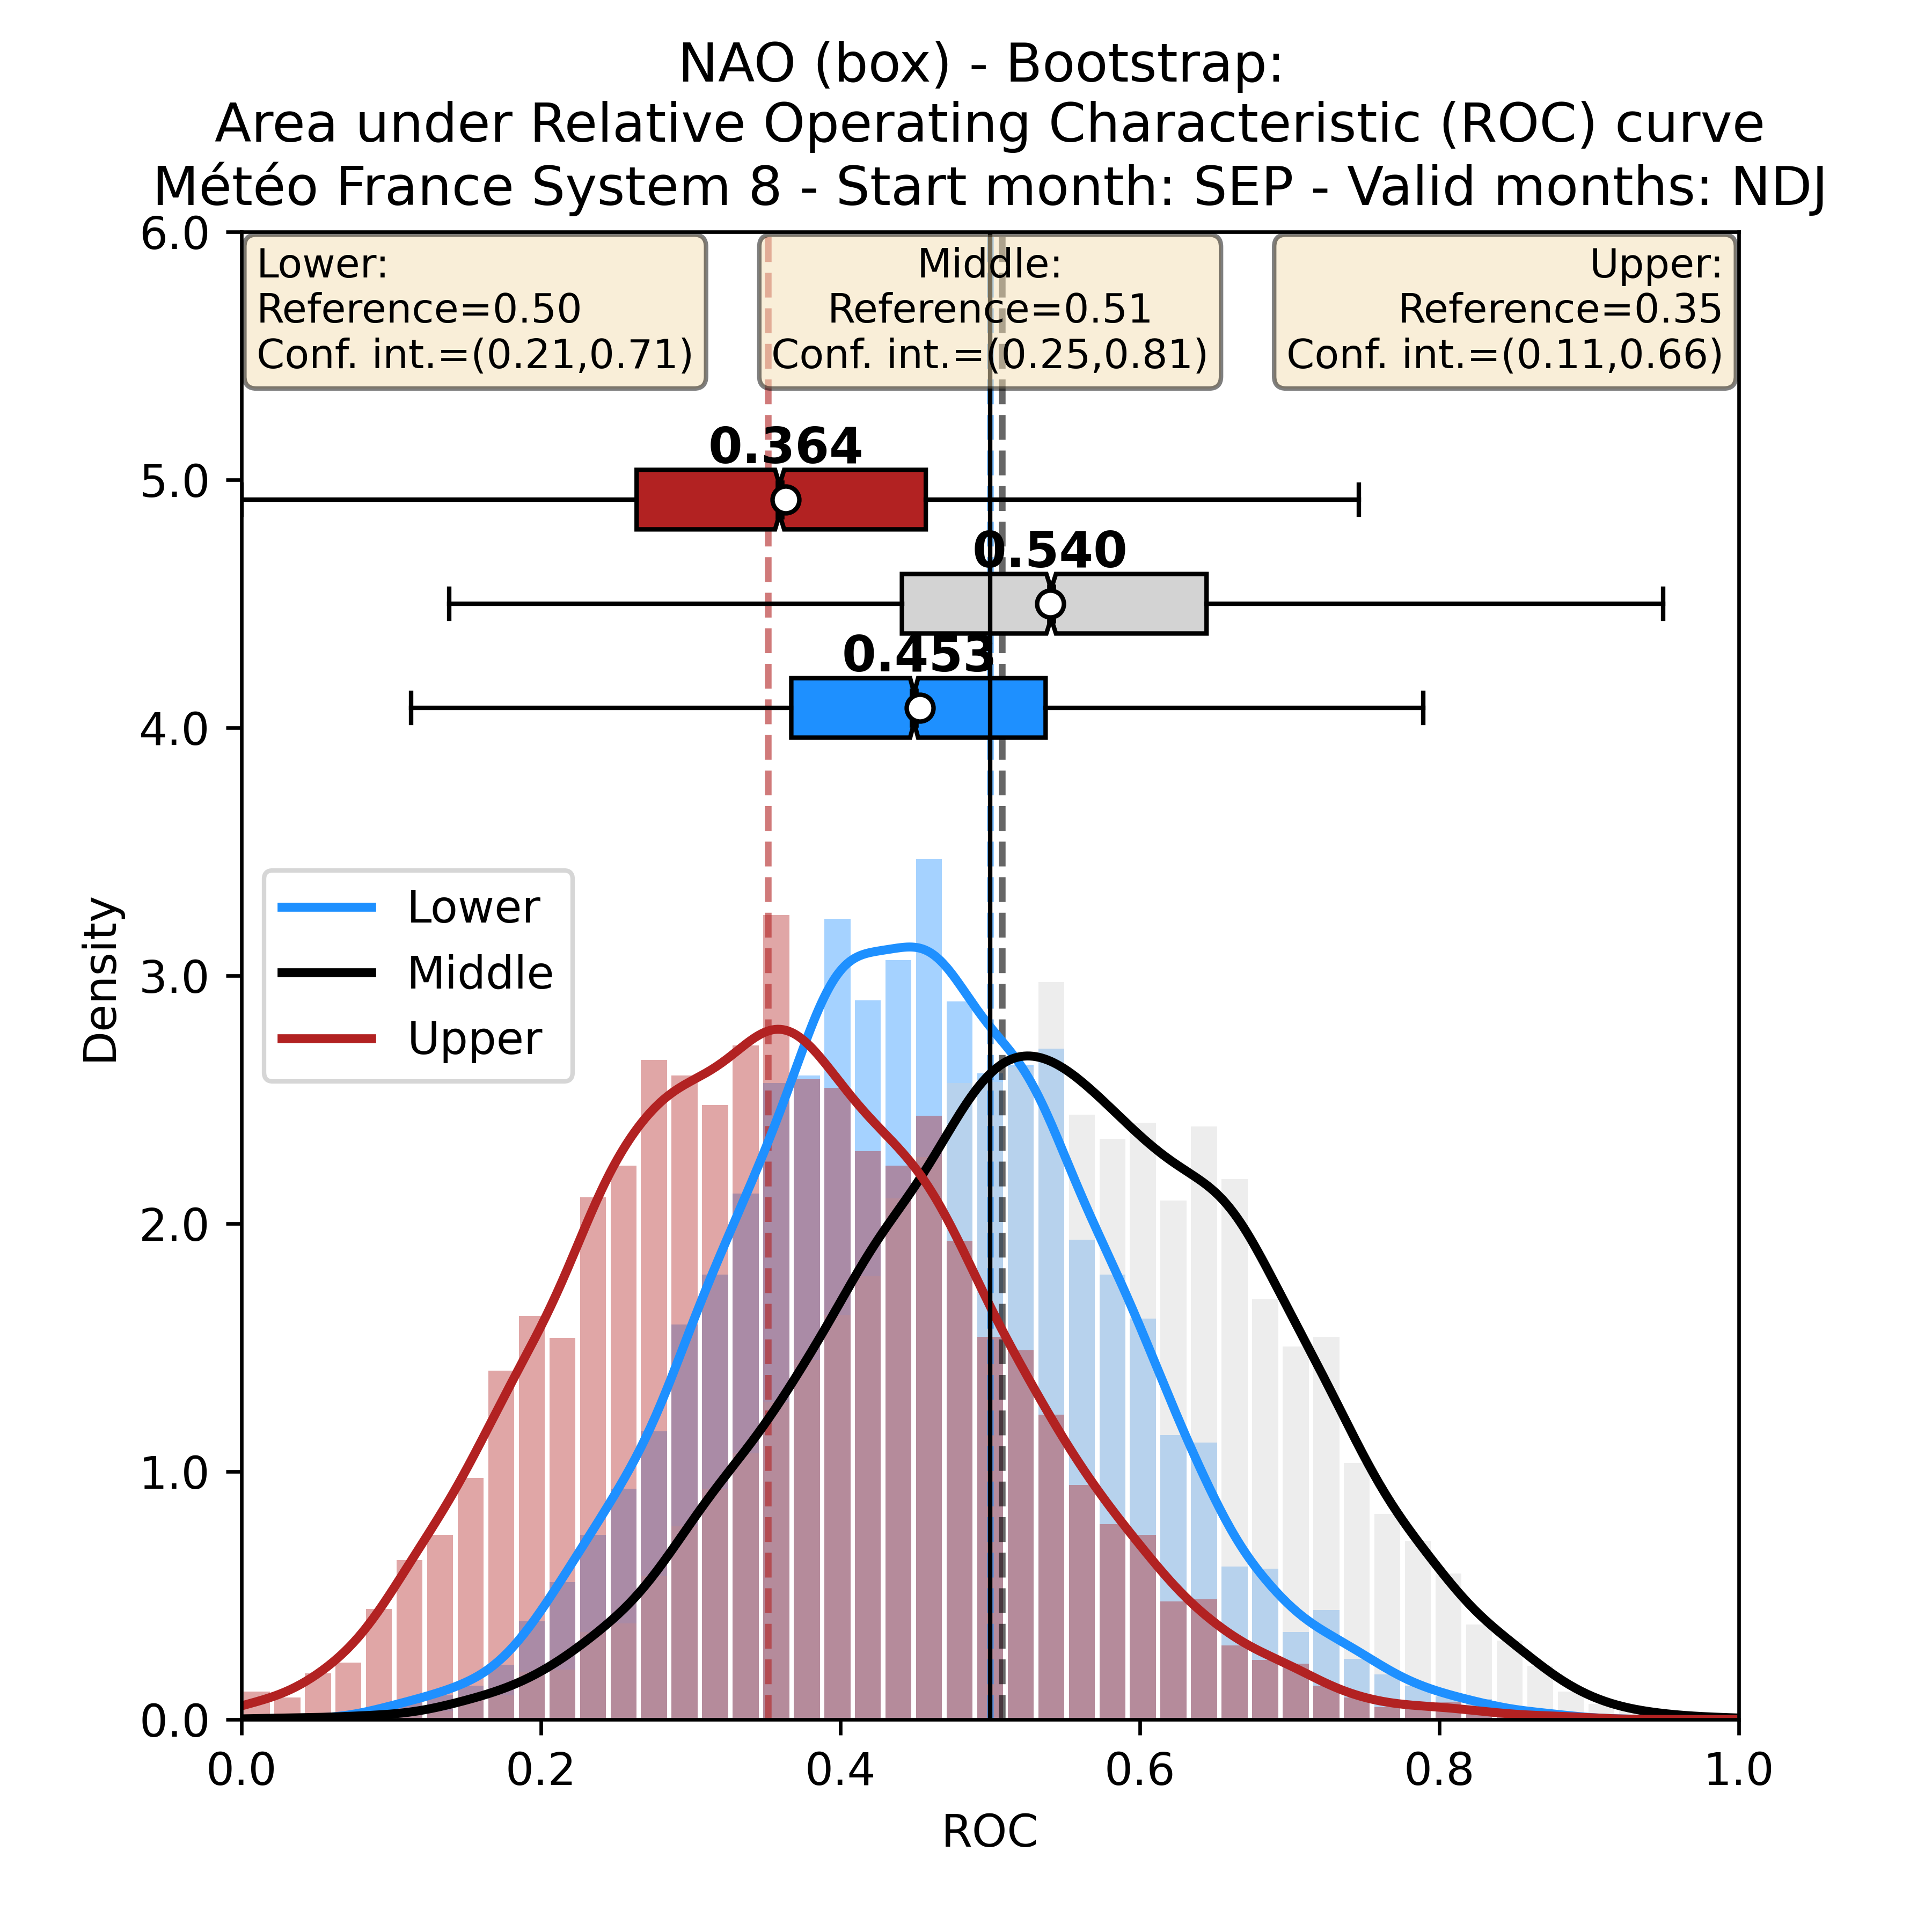 NAO (box) - Bootstrap:
Area under Relative Operating Characteristic (ROC) curve
Météo France System 8 - Start month: SEP - Valid months: NDJ
Lower:
Reference=0.50
Conf. int.=(0.21,0.71)
Middle:
Reference=0.51
Conf. int.=(0.25,0.81)
Upper:
Reference=0.35
Conf. int.=(0.11,0.66)
0.364
0.540
0.453
Lower
Middle
Upper
Density
6.0
5.0
4.0
3.0
2.0
1.0
0.0
0.0 0.2 0.4 0.6 0.8 1.0
ROC